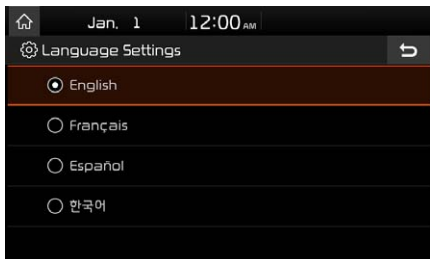 Jan. 1 12:00 AM
Language Settings
English
Français
Español
한국어